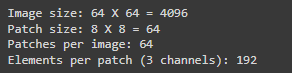 Image size: 64 X 64 = 4096
Patch size: 8 X 8 = 64
Patches per image: 64
Elements per patch (3 channels): 192